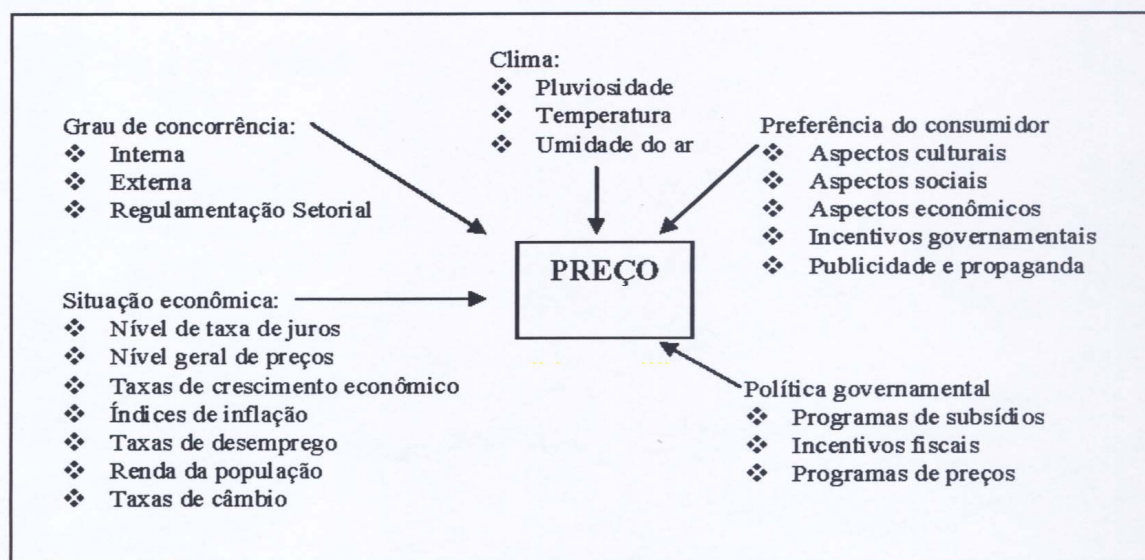 Clima:
❖ Pluviosidade
❖ Temperatura
❖ Umidade do ar
Grau de concorrência:
❖ Interna
❖ Externa
❖ Regulamentação Setorial
Preferência do consumidor
❖ Aspectos culturais
❖ Aspectos sociais
❖ Aspectos econômicos
❖ Incentivos governamentais
❖ Publicidade e propaganda
PREÇO
Situação econômica:
❖ Nível de taxa de juros
❖ Nível geral de preços
❖ Taxas de crescimento econômico
❖ Índices de inflação
❖ Taxas de desemprego
❖ Renda da população
❖ Taxas de câmbio
Política governamental
❖ Programas de subsídios
❖ Incentivos fiscais
❖ Programas de preços